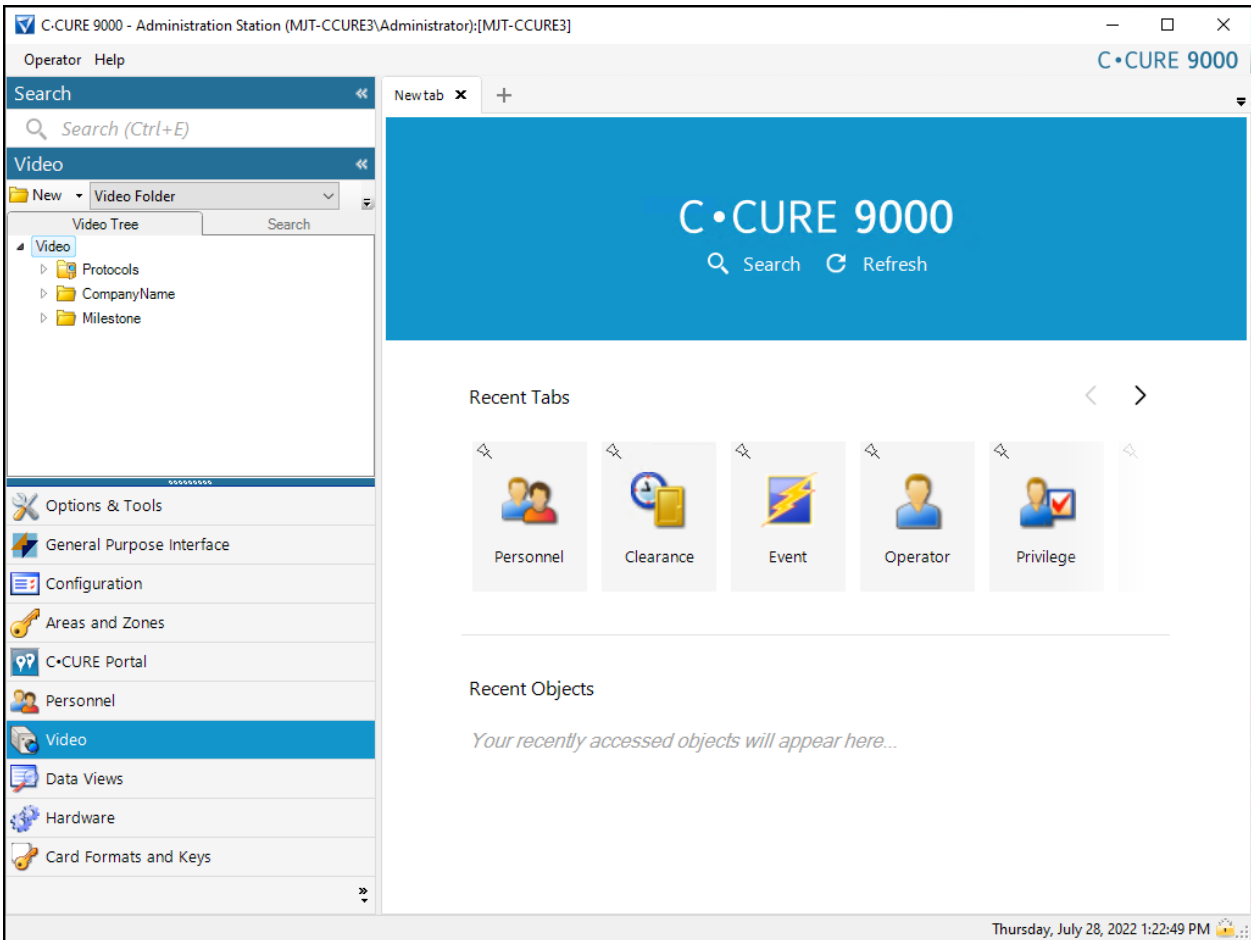 C•CURE 9000 - Administration Station (MJT-CCURE3\Administrator):[MJT-CCURE3]
Operator Help
C•CURE 9000
Search
Search (Ctrl+E)
Video
New
Video Folder
Video Tree
Search
Video
Protocols
CompanyName
Milestone
Options & Tools
General Purpose Interface
Configuration
Areas and Zones
C•CURE Portal
Personnel
Video
Data Views
Hardware
Card Formats and Keys
New tab
C•CURE 9000
Search Refresh
Recent Tabs
Personnel Clearance Event Operator Privilege
Recent Objects
Your recently accessed objects will appear here...
Thursday, July 28, 2022 1:22:49 PM